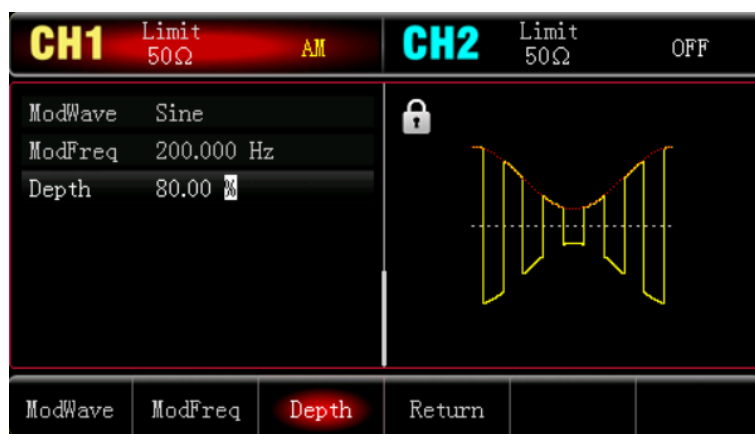 CH1 Limit 50Ω AM CH2 Limit 50Ω OFF
ModWave Sine
ModFreq 200.000 Hz
Depth 80.00 %
ModWave ModFreq Depth Return